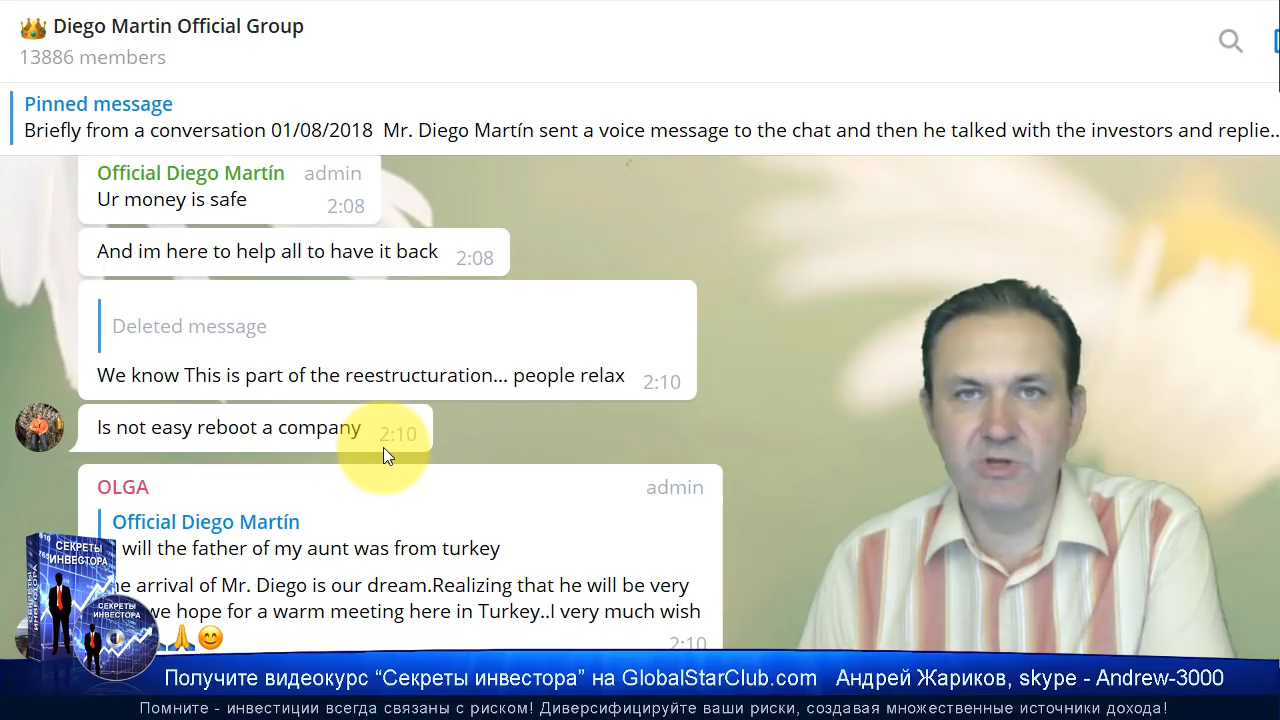 👑 Diego Martin Official Group
13886 members
Pinned message
Briefly from a conversation 01/08/2018 Mr. Diego Martín sent a voice message to the chat and then he talked with the investors and replie...
Official Diego Martín admin
Ur money is safe 2:08
And im here to help all to have it back 2:08
Deleted message
We know This is part of the reestructuration... people relax 2:10
Is not easy reboot a company 2:10
OLGA admin
Official Diego Martín
will the father of my aunt was from turkey
arrival of Mr. Diego is our dream.Realizing that he will be very
we hope for a warm meeting here in Turkey..I very much wish
🙏😊 2:10
СЕКРЕТЫ
ИНВЕСТОРА
СЕКРЕТЫ
ИНВЕСТОРА
Получите видеокурс “Секреты инвестора” на GlobalStarClub.com Андрей Жариков, skype - Andrew-3000
Помните - инвестиции всегда связаны с риском! Диверсифицируйте ваши риски, создавая множественные источники дохода!